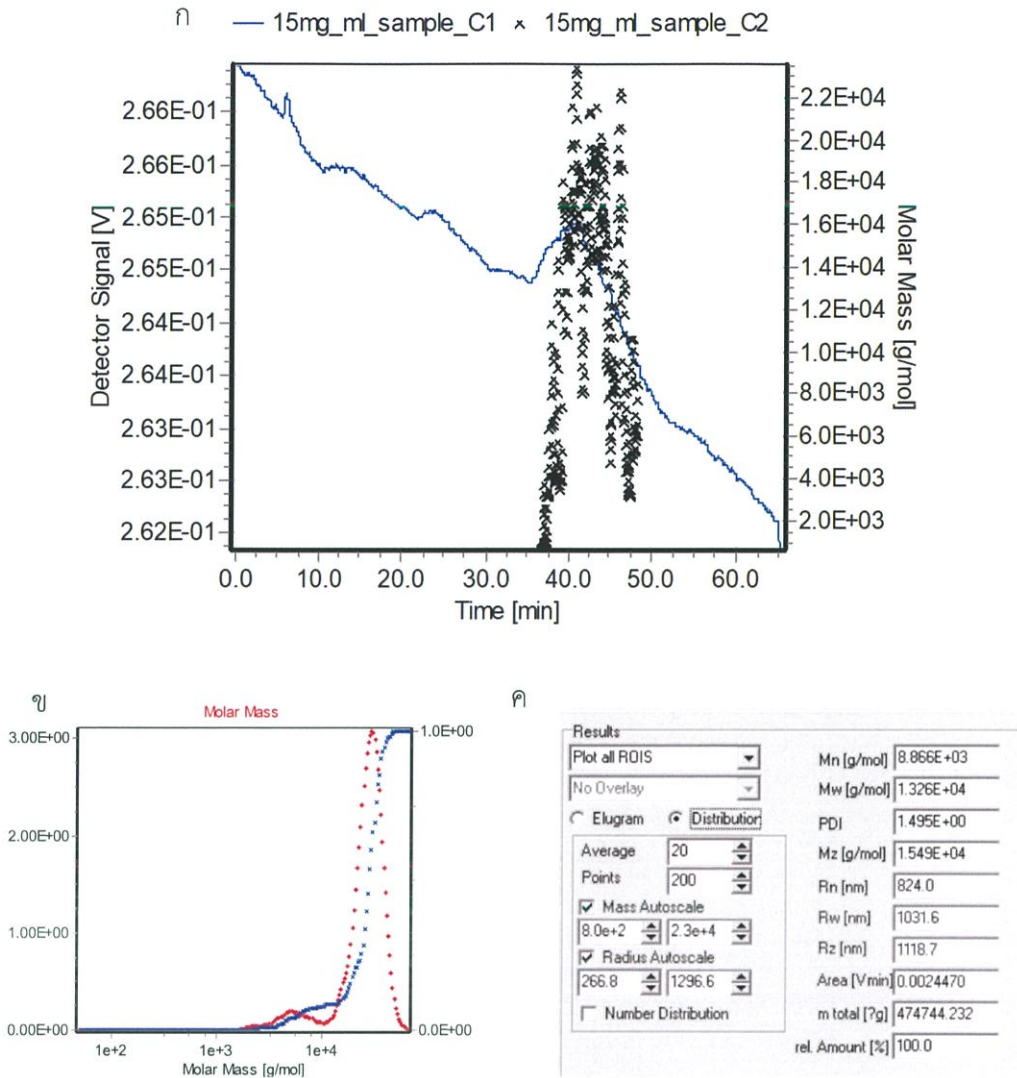 ก
15mg_ml_sample_C1 × 15mg_ml_sample_C2
2.66E-01
2.66E-01
2.65E-01
2.65E-01
2.64E-01
2.64E-01
2.63E-01
2.63E-01
2.62E-01
Detector Signal [V]
2.2E+04
2.0E+04
1.8E+04
1.6E+04
1.4E+04
1.2E+04
1.0E+04
8.0E+03
6.0E+03
4.0E+03
2.0E+03
Molar Mass [g/mol]
0.0 10.0 20.0 30.0 40.0 50.0 60.0
Time [min]
ข
Molar Mass
3.00E+00
2.00E+00
1.00E+00
0.00E+00
1.0E+00
0.0E+00
1e+2 1e+3 1e+4
Molar Mass [g/mol]
ค
Results
Plot all ROIS
No Overlay
Elugram Distribution
Average 20
Points 200
Mass Autoscale
8.0e+2 2.3e+4
Radius Autoscale
266.8 1296.6
Number Distribution
Mn [g/mol] 8.866E+03
Mw [g/mol] 1.326E+04
PDI 1.495E+00
Mz [g/mol] 1.549E+04
Rn [nm] 824.0
Rw [nm] 1031.6
Rz [nm] 1118.7
Area [Vmin] 0.0024470
m total [?g] 474744.232
rel. Amount [%] 100.0